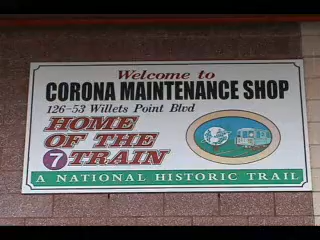 Welcome to
CORONA MAINTENANCE SHOP
126-53 Willets Point Blvd
HOME
OF THE
7 TRAIN
A NATIONAL HISTORIC TRAIL